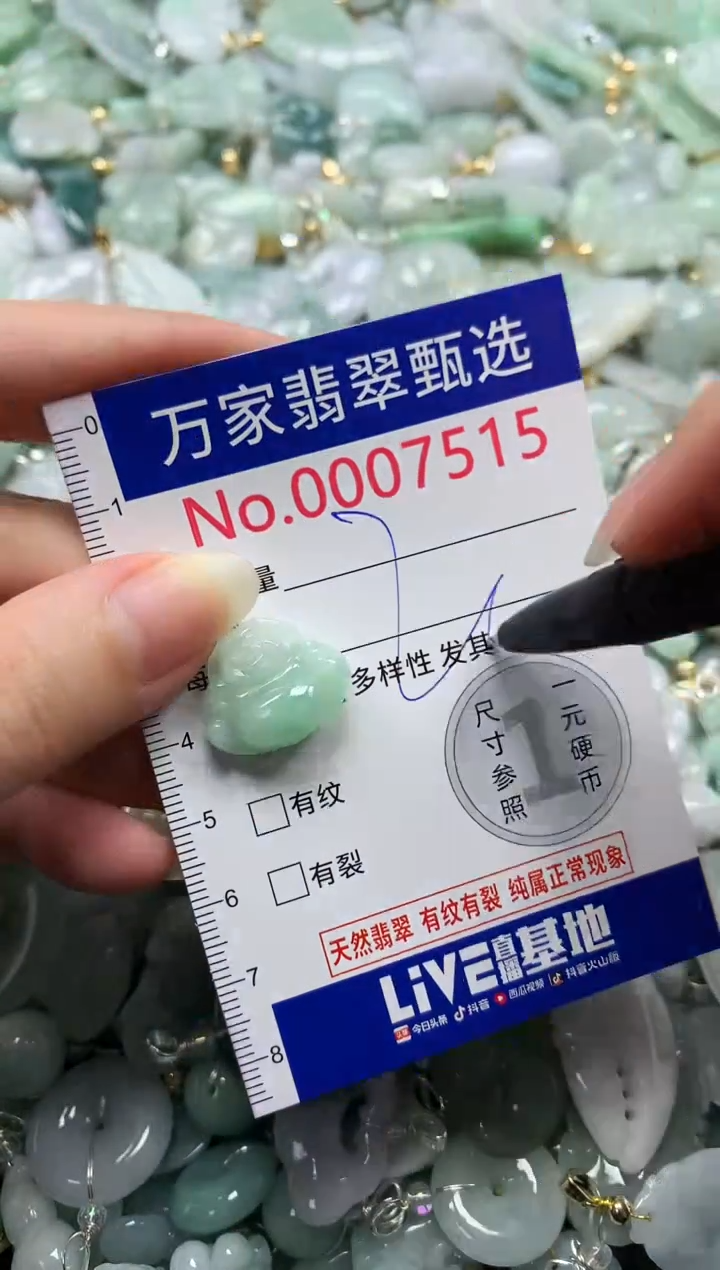 万家翡翠甄选
No.0007515
0
1
量
多样性 发其
4
尺寸参照
1
一元硬币
5
有纹
6
有裂
天然翡翠 有纹有裂 纯属正常现象
7
LIVE直播基地
今日头条 抖音 西瓜视频 抖音火山版
8